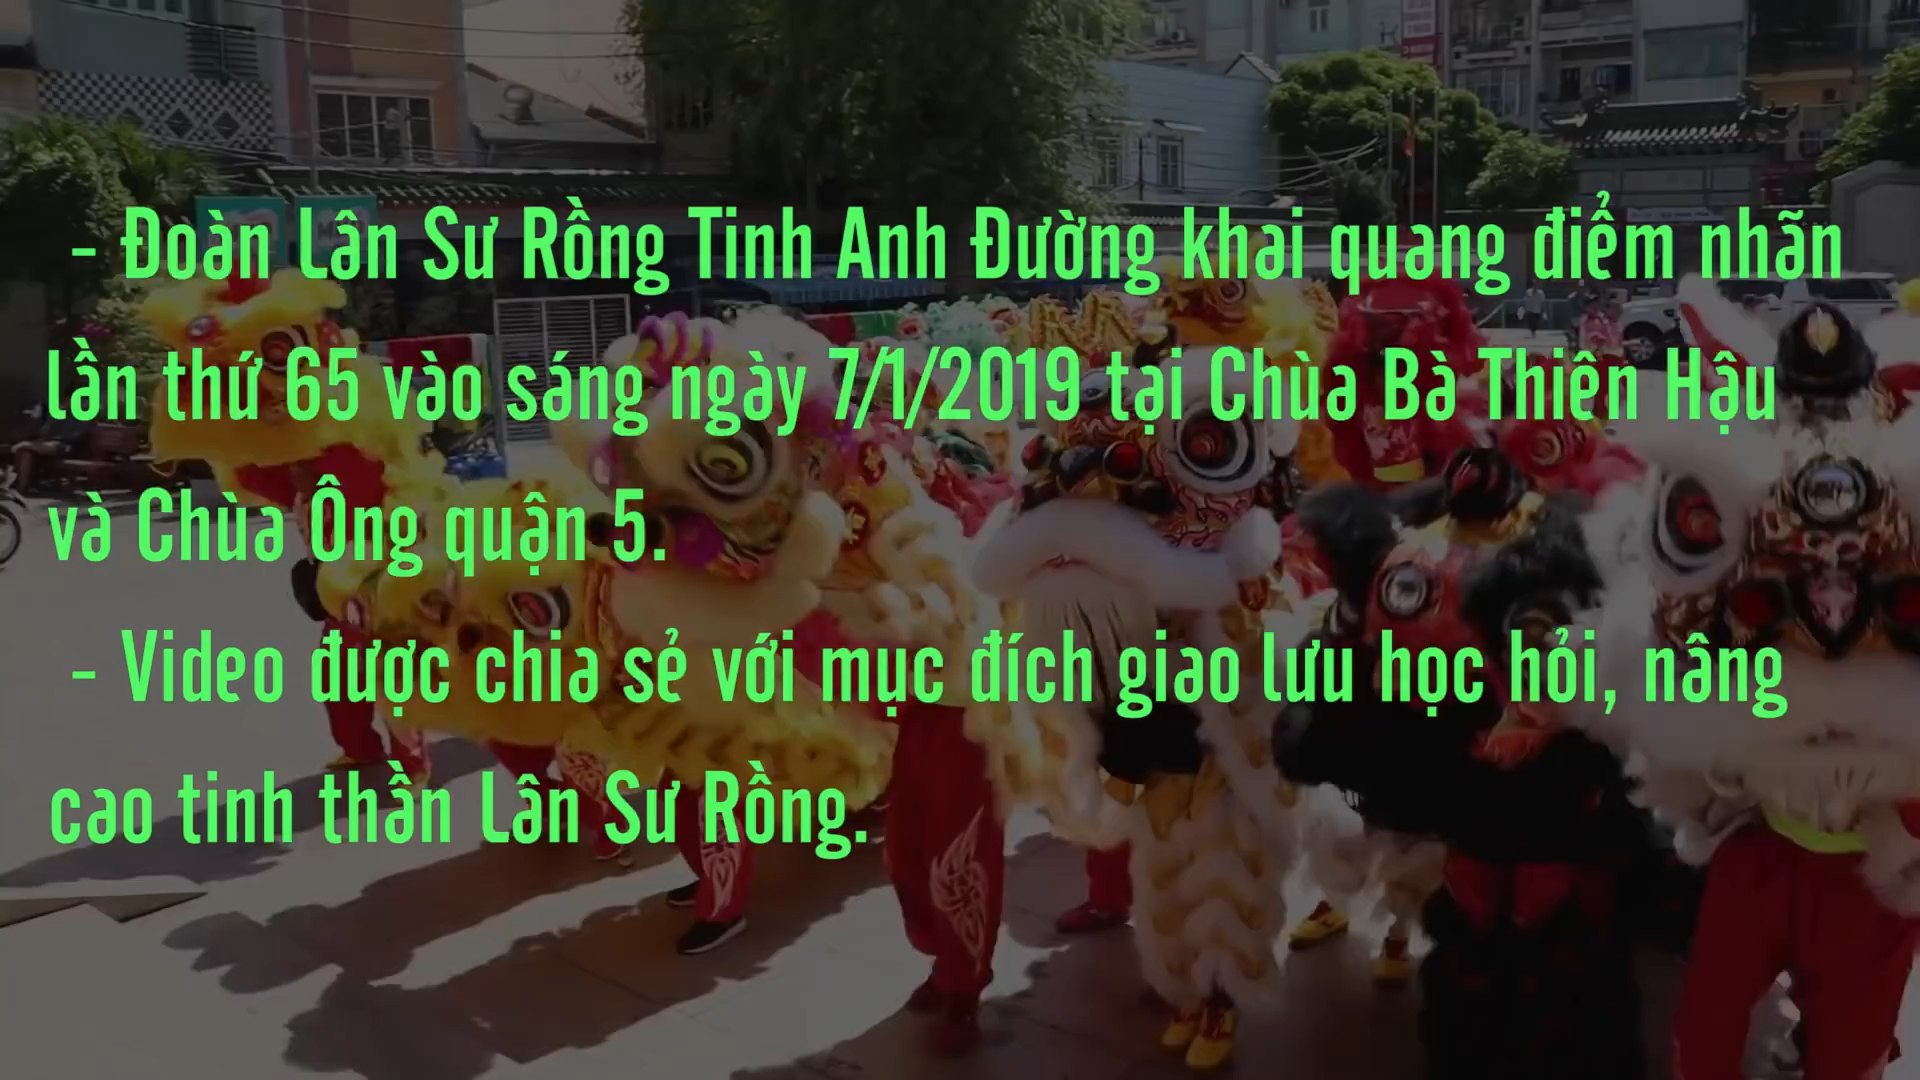 - Đoàn Lân Sư Rồng Tinh Anh Đường khai quang điểm nhãn
lần thứ 65 vào sáng ngày 7/1/2019 tại Chùa Bà Thiên Hậu
và Chùa Ông quận 5.
- Video được chia sẻ với mục đích giao lưu học hỏi, nâng
cao tinh thần Lân Sư Rồng.